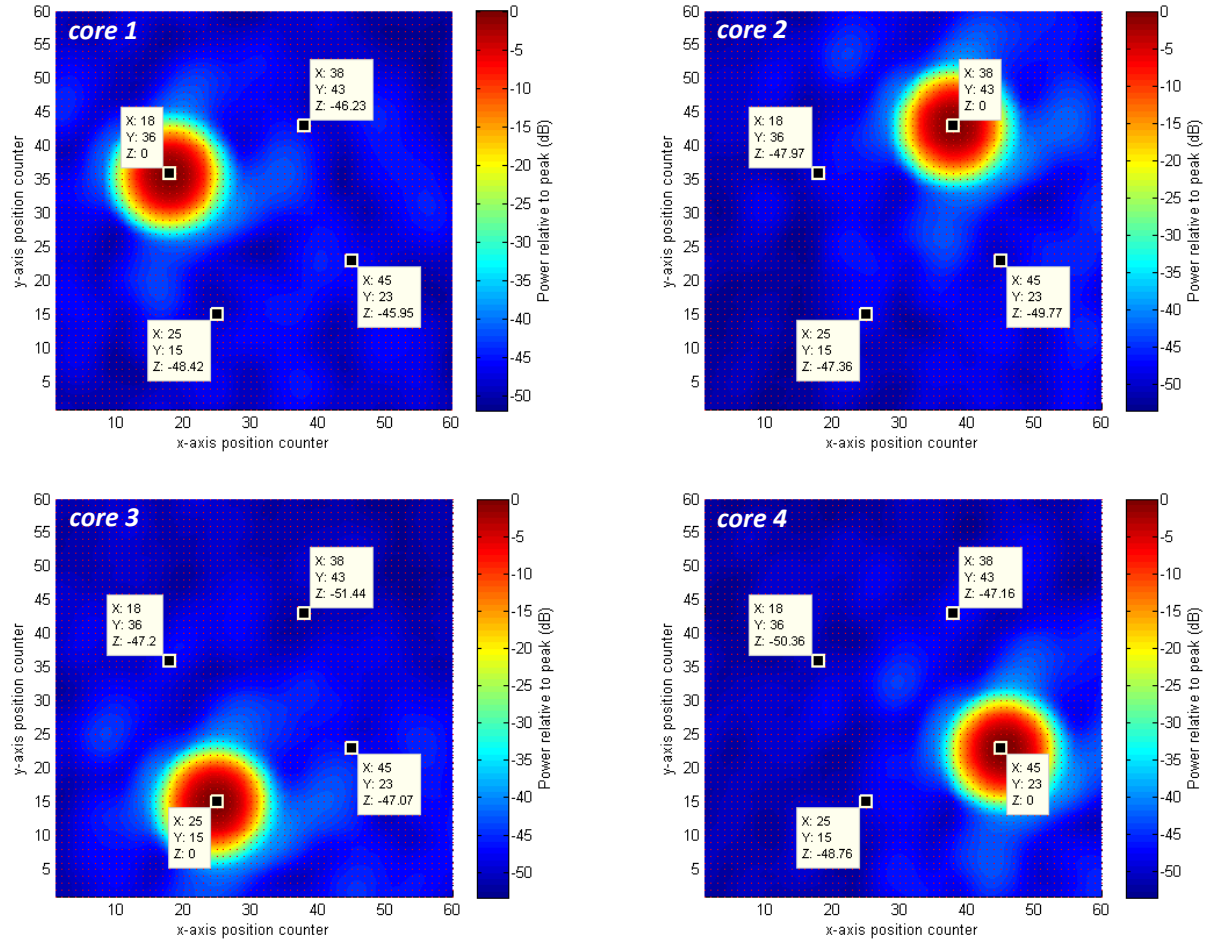 core 1
60
55
50
45
40
35
30
25
20
15
10
5
10
20
30
40
50
60
x-axis position counter
y-axis position counter
X: 18
Y: 36
Z: 0
X: 38
Y: 43
Z: -46.23
X: 45
Y: 23
Z: -45.95
X: 25
Y: 15
Z: -48.42
0
-5
-10
-15
-20
-25
-30
-35
-40
-45
-50
Power relative to peak (dB)
core 2
60
55
50
45
40
35
30
25
20
15
10
5
10
20
30
40
50
60
x-axis position counter
y-axis position counter
X: 38
Y: 43
Z: 0
X: 18
Y: 36
Z: -47.97
X: 45
Y: 23
Z: -49.77
X: 25
Y: 15
Z: -47.36
0
-5
-10
-15
-20
-25
-30
-35
-40
-45
-50
Power relative to peak (dB)
core 3
60
55
50
45
40
35
30
25
20
15
10
5
10
20
30
40
50
60
x-axis position counter
y-axis position counter
X: 38
Y: 43
Z: -51.44
X: 18
Y: 36
Z: -47.2
X: 45
Y: 23
Z: -47.07
X: 25
Y: 15
Z: 0
0
-5
-10
-15
-20
-25
-30
-35
-40
-45
-50
Power relative to peak (dB)
core 4
60
55
50
45
40
35
30
25
20
15
10
5
10
20
30
40
50
60
x-axis position counter
y-axis position counter
X: 38
Y: 43
Z: -47.16
X: 18
Y: 36
Z: -50.36
X: 45
Y: 23
Z: 0
X: 25
Y: 15
Z: -48.76
0
-5
-10
-15
-20
-25
-30
-35
-40
-45
-50
Power relative to peak (dB)